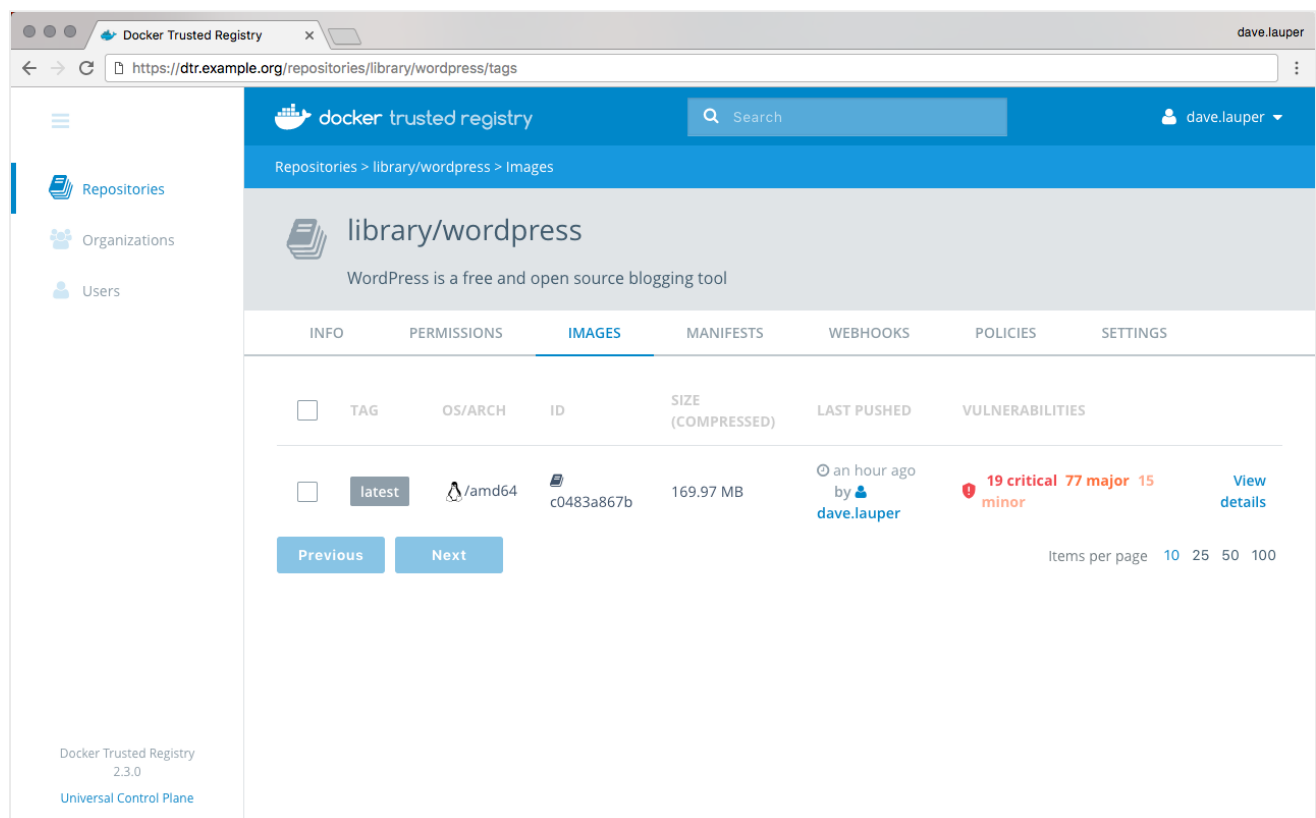 Docker Trusted Registry
dave.lauper
https://dtr.example.org/repositories/library/wordpress/tags
docker trusted registry
Search
dave.lauper
Repositories > library/wordpress > Images
Repositories
Organizations
Users
library/wordpress
WordPress is a free and open source blogging tool
INFO PERMISSIONS IMAGES MANIFESTS WEBHOOKS POLICIES SETTINGS
TAG OS/ARCH ID SIZE (COMPRESSED) LAST PUSHED VULNERABILITIES
latest /amd64 c0483a867b 169.97 MB an hour ago by dave.lauper 19 critical 77 major 15 minor View details
Previous Next Items per page 10 25 50 100
Docker Trusted Registry
2.3.0
Universal Control Plane